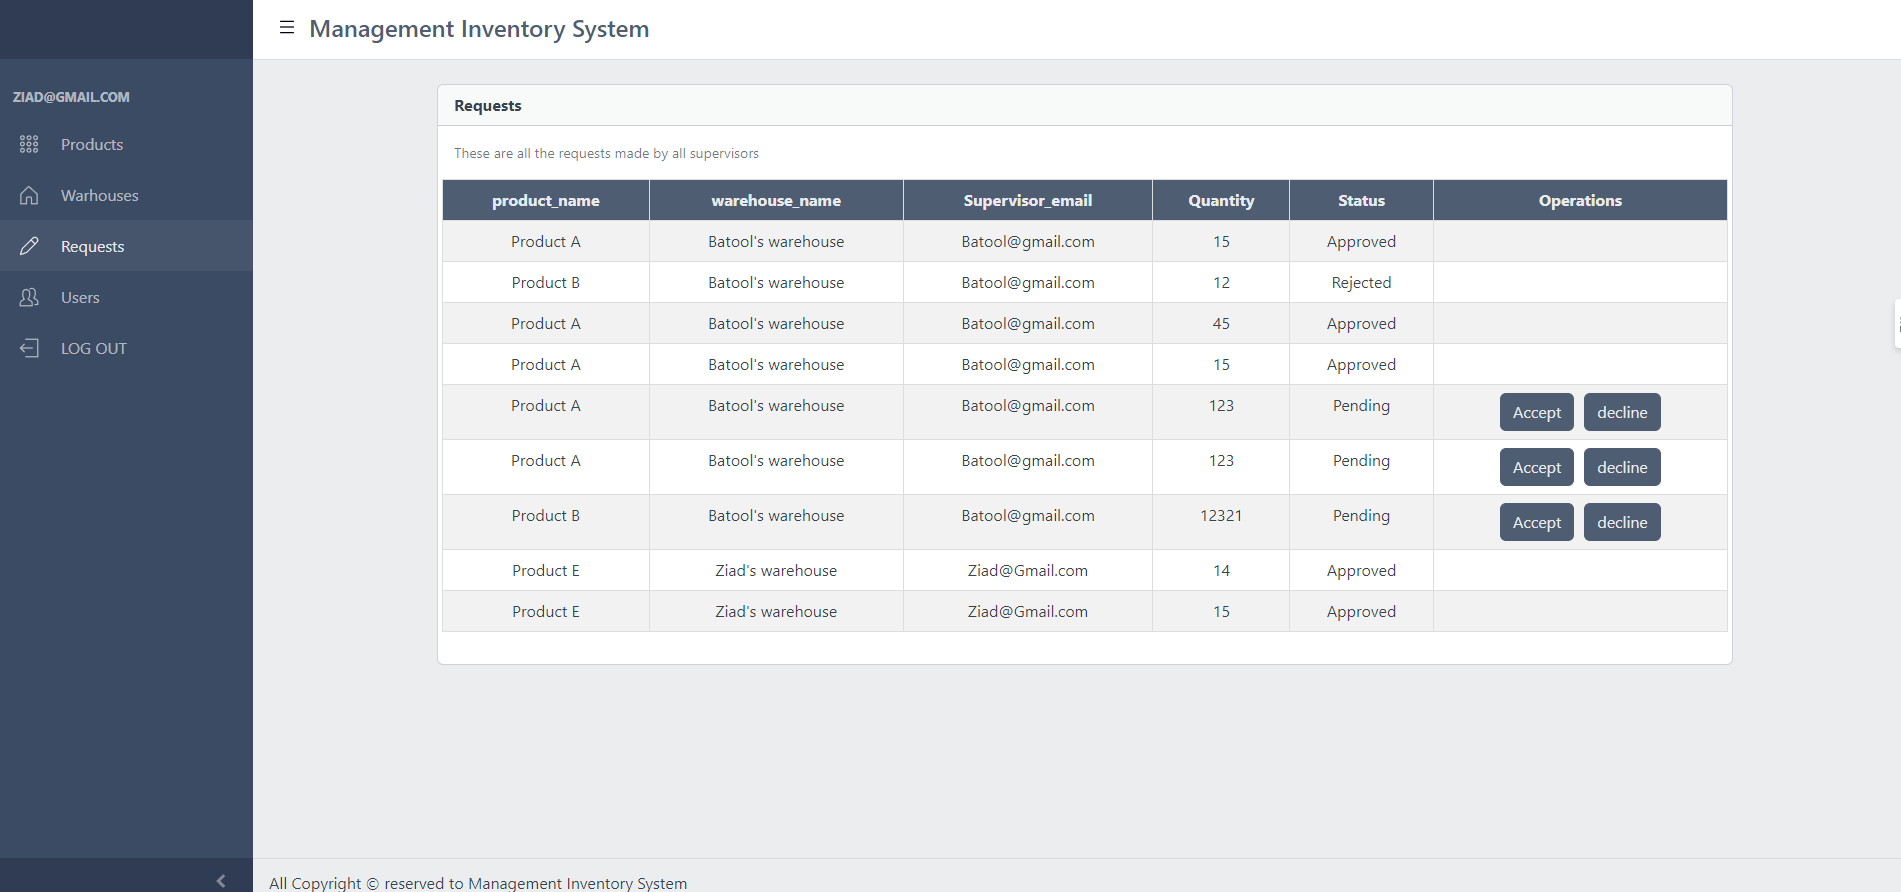 Management Inventory System
ZIAD@GMAIL.COM
Products
Warhouses
Requests
Users
LOG OUT
Requests
These are all the requests made by all supervisors
product_name warehouse_name Supervisor_email Quantity Status Operations
Product A Batool's warehouse Batool@gmail.com 15 Approved
Product B Batool's warehouse Batool@gmail.com 12 Rejected
Product A Batool's warehouse Batool@gmail.com 45 Approved
Product A Batool's warehouse Batool@gmail.com 15 Approved
Product A Batool's warehouse Batool@gmail.com 123 Pending Accept decline
Product A Batool's warehouse Batool@gmail.com 123 Pending Accept decline
Product B Batool's warehouse Batool@gmail.com 12321 Pending Accept decline
Product E Ziad's warehouse Ziad@Gmail.com 14 Approved
Product E Ziad's warehouse Ziad@Gmail.com 15 Approved
All Copyright © reserved to Management Inventory System